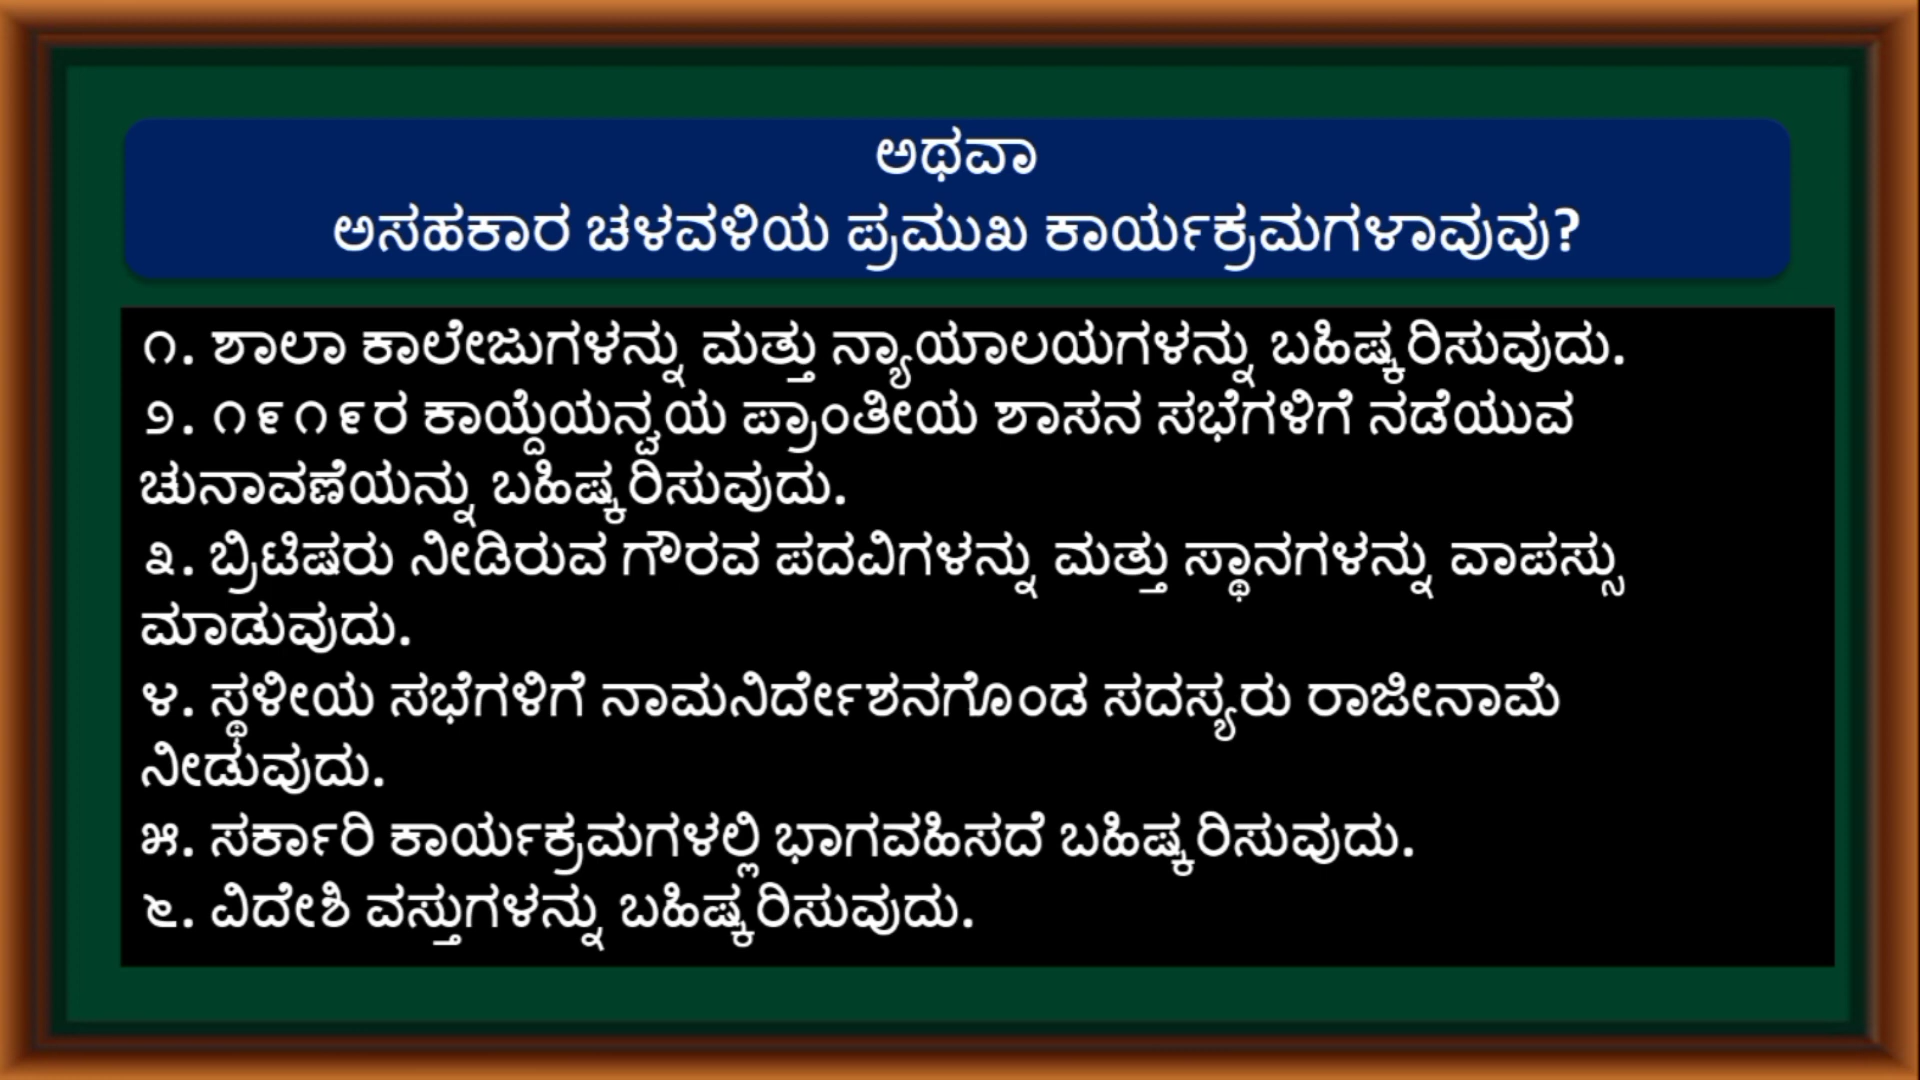 ಅಥವಾ
ಅಸಹಕಾರ ಚಳವಳಿಯ ಪ್ರಮುಖ ಕಾರ್ಯಕ್ರಮಗಳಾವುವು?
೧. ಶಾಲಾ ಕಾಲೇಜುಗಳನ್ನು ಮತ್ತು ನ್ಯಾಯಾಲಯಗಳನ್ನು ಬಹಿಷ್ಕರಿಸುವುದು.
೨. ೧೯೧೯ರ ಕಾಯ್ದೆಯನ್ವಯ ಪ್ರಾಂತೀಯ ಶಾಸನ ಸಭೆಗಳಿಗೆ ನಡೆಯುವ
ಚುನಾವಣೆಯನ್ನು ಬಹಿಷ್ಕರಿಸುವುದು.
೩. ಬ್ರಿಟಿಷರು ನೀಡಿರುವ ಗೌರವ ಪದವಿಗಳನ್ನು ಮತ್ತು ಸ್ಥಾನಗಳನ್ನು ವಾಪಸ್ಸು
ಮಾಡುವುದು.
೪. ಸ್ಥಳೀಯ ಸಭೆಗಳಿಗೆ ನಾಮನಿರ್ದೇಶನಗೊಂಡ ಸದಸ್ಯರು ರಾಜೀನಾಮೆ
ನೀಡುವುದು.
೫. ಸರ್ಕಾರಿ ಕಾರ್ಯಕ್ರಮಗಳಲ್ಲಿ ಭಾಗವಹಿಸದೆ ಬಹಿಷ್ಕರಿಸುವುದು.
೬. ವಿದೇಶಿ ವಸ್ತುಗಳನ್ನು ಬಹಿಷ್ಕರಿಸುವುದು.